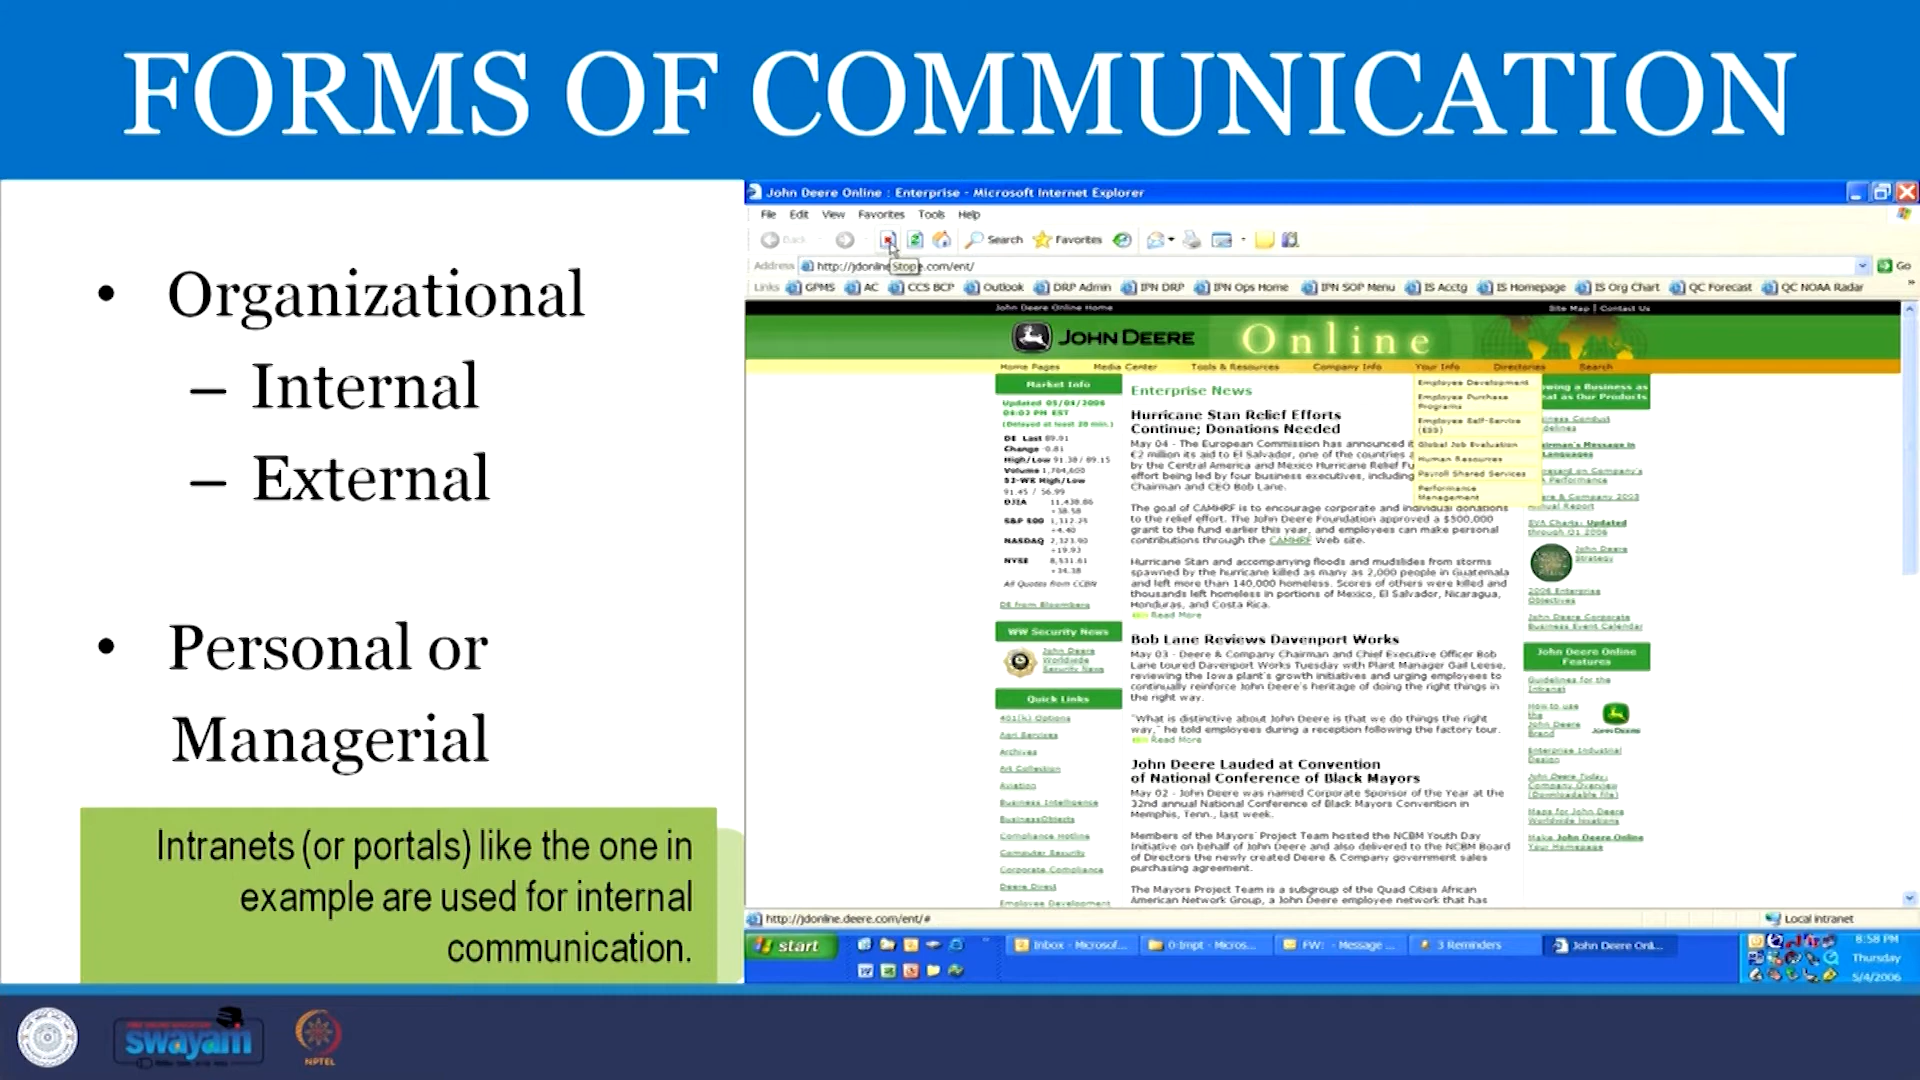 FORMS OF COMMUNICATION
• Organizational
– Internal
– External
• Personal or
Managerial
Intranets (or portals) like the one in
example are used for internal
communication.
John Deere Online : Enterprise - Microsoft Internet Explorer
File Edit View Favorites Tools Help
Back Search Favorites
Address http://jdonline Stop e.com/ent/ Go
Links GPMS AC CCS BCP Outlook DRP Admin IPN DRP IPN Ops Home IPN SOP Menu IS Acctg IS Homepage IS Org Chart QC Forecast QC NOAA Radar
John Deere Online Home Site Map | Contact Us
JOHN DEERE Online
Home Pages Media Center Tools & Resources Company Info Your Info Directories Search
Market Info
Updated 05/04/2006
04:03 PM EST
(Delayed at least 20 min.)
DE Last 89.91
Change -0.81
High/Low 91.38 / 89.15
Volume 1,704,600
52-WK High/Low
91.45 / 56.99
DJIA 11,438.86
+38.58
S&P 500 1,312.25
+4.40
NASDAQ 2,323.90
+19.93
NYSE 8,531.61
+34.38
All Quotes from CCBN
DE from Bloomberg
WW Security News
John Deere
Worldwide
Security News
Quick Links
401(k) Options
Agri Services
Archives
Art Collection
Aviation
Business Intelligence
BusinessObjects
Compliance Hotline
Computer Security
Corporate Compliance
Deere Direct
Employee Development
Enterprise News
Hurricane Stan Relief Efforts
Continue; Donations Needed
May 04 - The European Commission has announced it
€2 million its aid to El Salvador, one of the countries a
by the Central America and Mexico Hurricane Relief Fu
effort being led by four business executives, including
Chairman and CEO Bob Lane.
The goal of CAMHRF is to encourage corporate and individual donations
to the relief effort. The John Deere Foundation approved a $500,000
grant to the fund earlier this year, and employees can make personal
contributions through the CAMHRF Web site.
Hurricane Stan and accompanying floods and mudslides from storms
spawned by the hurricane killed as many as 2,000 people in Guatemala
and left more than 140,000 homeless. Scores of others were killed and
thousands left homeless in portions of Mexico, El Salvador, Nicaragua,
Honduras, and Costa Rica.
Read More
Bob Lane Reviews Davenport Works
May 03 - Deere & Company Chairman and Chief Executive Officer Bob
Lane toured Davenport Works Tuesday with Plant Manager Gail Leese,
reviewing the Iowa plant's growth initiatives and urging employees to
continually reinforce John Deere's heritage of doing the right things in
the right way.
"What is distinctive about John Deere is that we do things the right
way," he told employees during a reception following the factory tour.
Read More
John Deere Lauded at Convention
of National Conference of Black Mayors
May 02 - John Deere was named Corporate Sponsor of the Year at the
32nd annual National Conference of Black Mayors Convention in
Memphis, Tenn., last week.
Members of the Mayors' Project Team hosted the NCBM Youth Day
Initiative on behalf of John Deere and also delivered to the NCBM Board
of Directors the newly created Deere & Company government sales
purchasing agreement.
The Mayors Project Team is a subgroup of the Quad Cities African
American Network Group, a John Deere employee network that has
Employee Development
Employee Purchase
Programs
Employee Self-Service
(ESS)
Global Job Evaluation
Human Resources
Payroll Shared Services
Performance
Management
owing a Business as
at as Our Products
ness Conduct
delines
airman's Message in
Languages
Performance
re & Company 2003
nnual Report
EVA Charts: Updated
through Q1 2006
John Deere
Strategy
2006 Enterprise
Objectives
John Deere Corporate
Business Event Calendar
John Deere Online
Features
Guidelines for the
Intranet
How to use
the
John Deere
Brand
John Deere
Enterprise Industrial
Design
John Deere Today:
Company Overview
(Downloadable file)
Maps for John Deere
Worldwide locations
Make John Deere Online
Your Homepage
http://jdonline.deere.com/ent/# Local intranet
start Inbox - Microsof... 0-Impt - Micros... FW: - Message ... 3 Reminders John Deere Onl...
8:58 PM
Thursday
5/4/2006
swayam
NPTEL